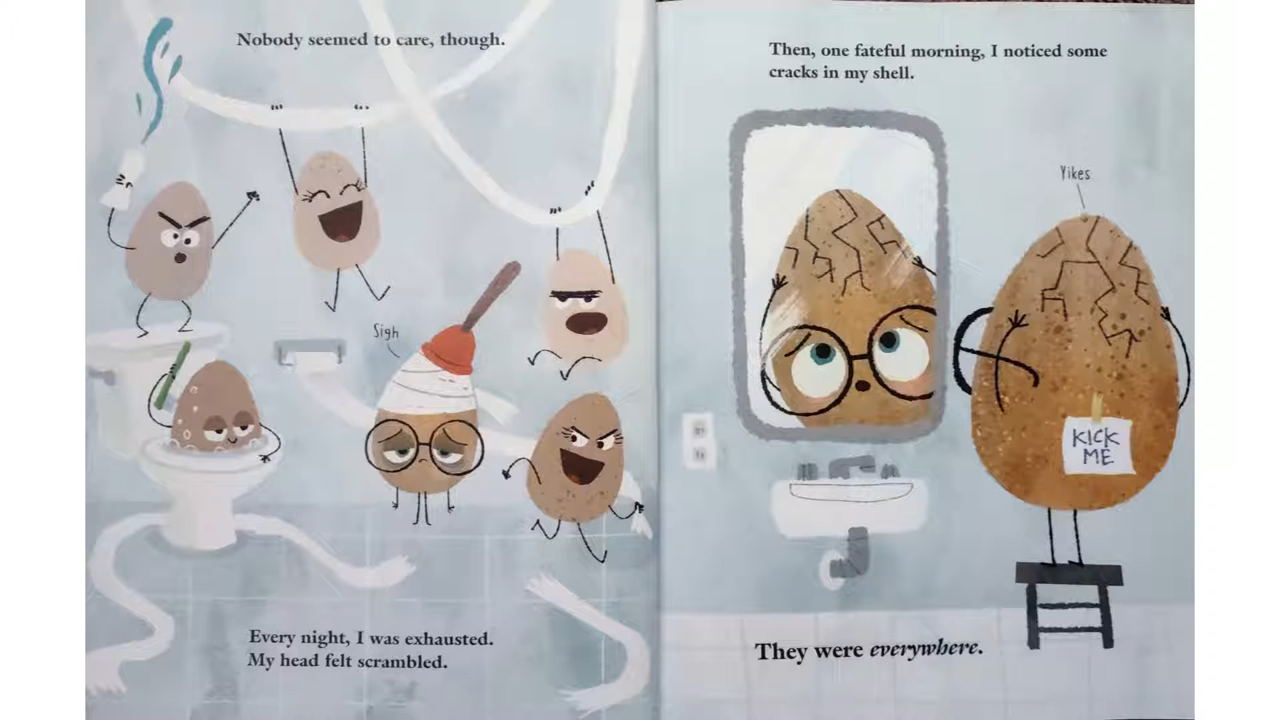 Nobody seemed to care, though.
Sigh
Every night, I was exhausted.
My head felt scrambled.
Then, one fateful morning, I noticed some
cracks in my shell.
Yikes
KICK
ME
They were everywhere.